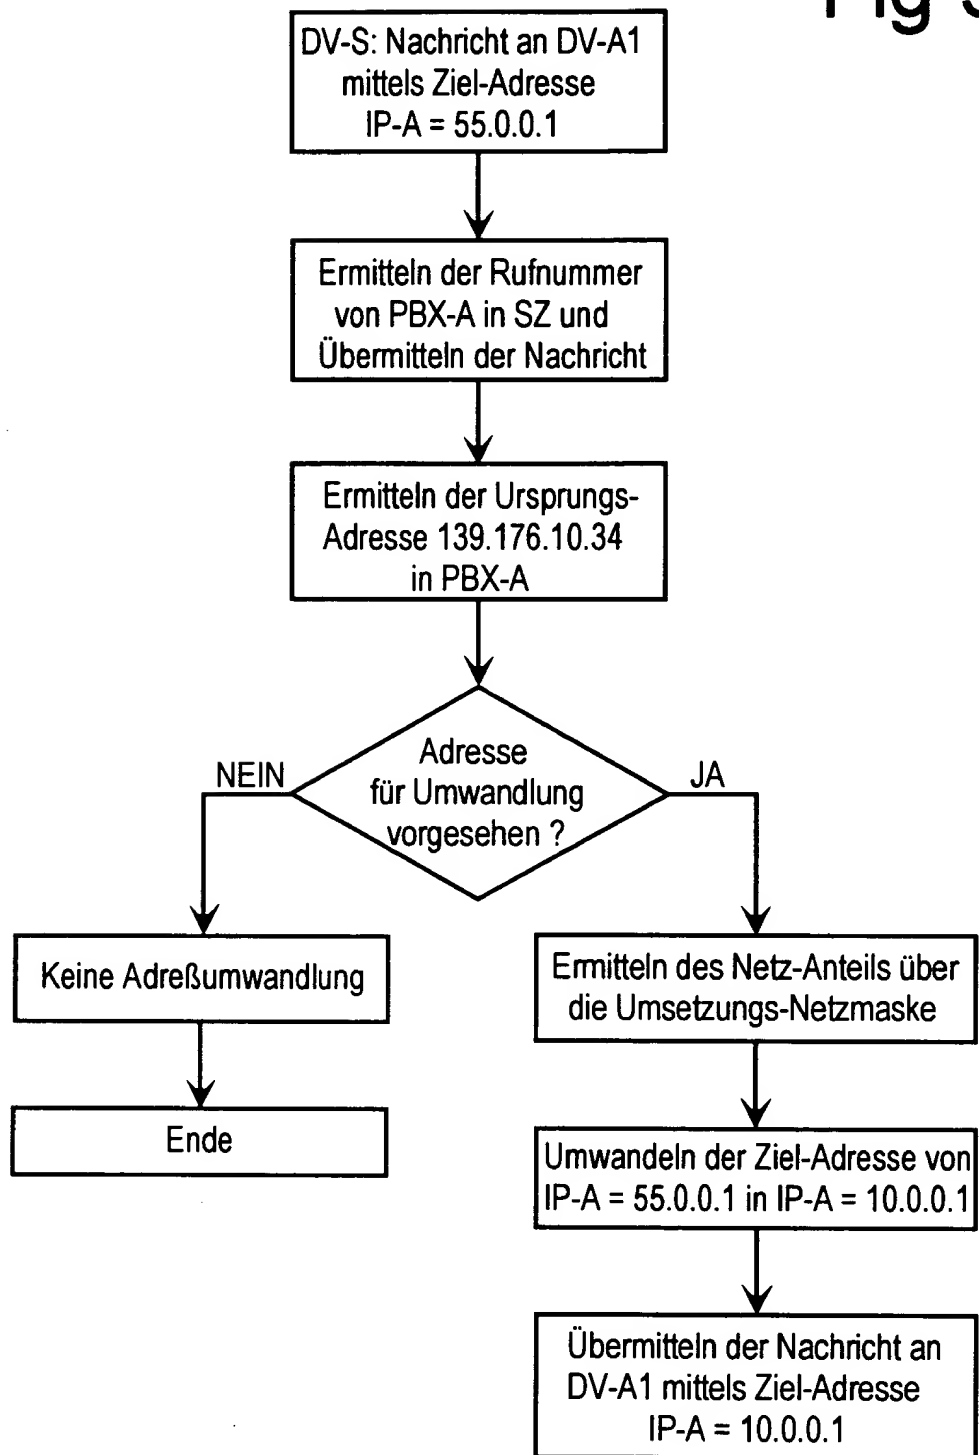 Fig
DV-S: Nachricht an DV-A1
mittels Ziel-Adresse
IP-A = 55.0.0.1
Ermitteln der Rufnummer
von PBX-A in SZ und
Übermitteln der Nachricht
Ermitteln der Ursprungs-
Adresse 139.176.10.34
in PBX-A
Adresse
für Umwandlung
vorgesehen ?
NEIN
JA
Keine Adreßumwandlung
Ende
Ermitteln des Netz-Anteils über
die Umsetzungs-Netzmaske
Umwandeln der Ziel-Adresse von
IP-A = 55.0.0.1 in IP-A = 10.0.0.1
Übermitteln der Nachricht an
DV-A1 mittels Ziel-Adresse
IP-A = 10.0.0.1